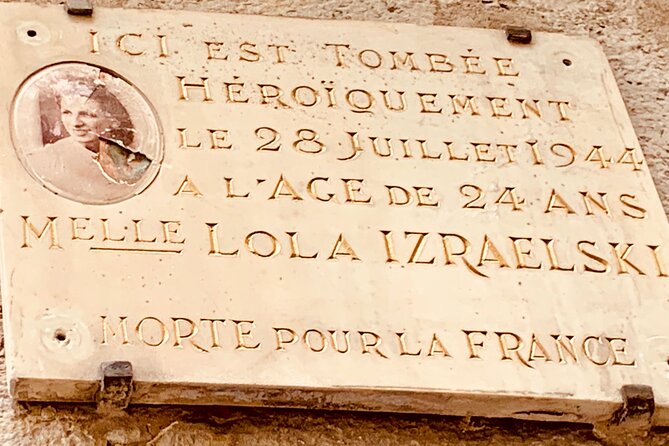 ICI EST TOMBÉE
HÉROÏQUEMENT
LE 28 JUILLET 1944
A L'AGE DE 24 ANS
MELLE LOLA IZRAELSKI
MORTE POUR LA FRANCE